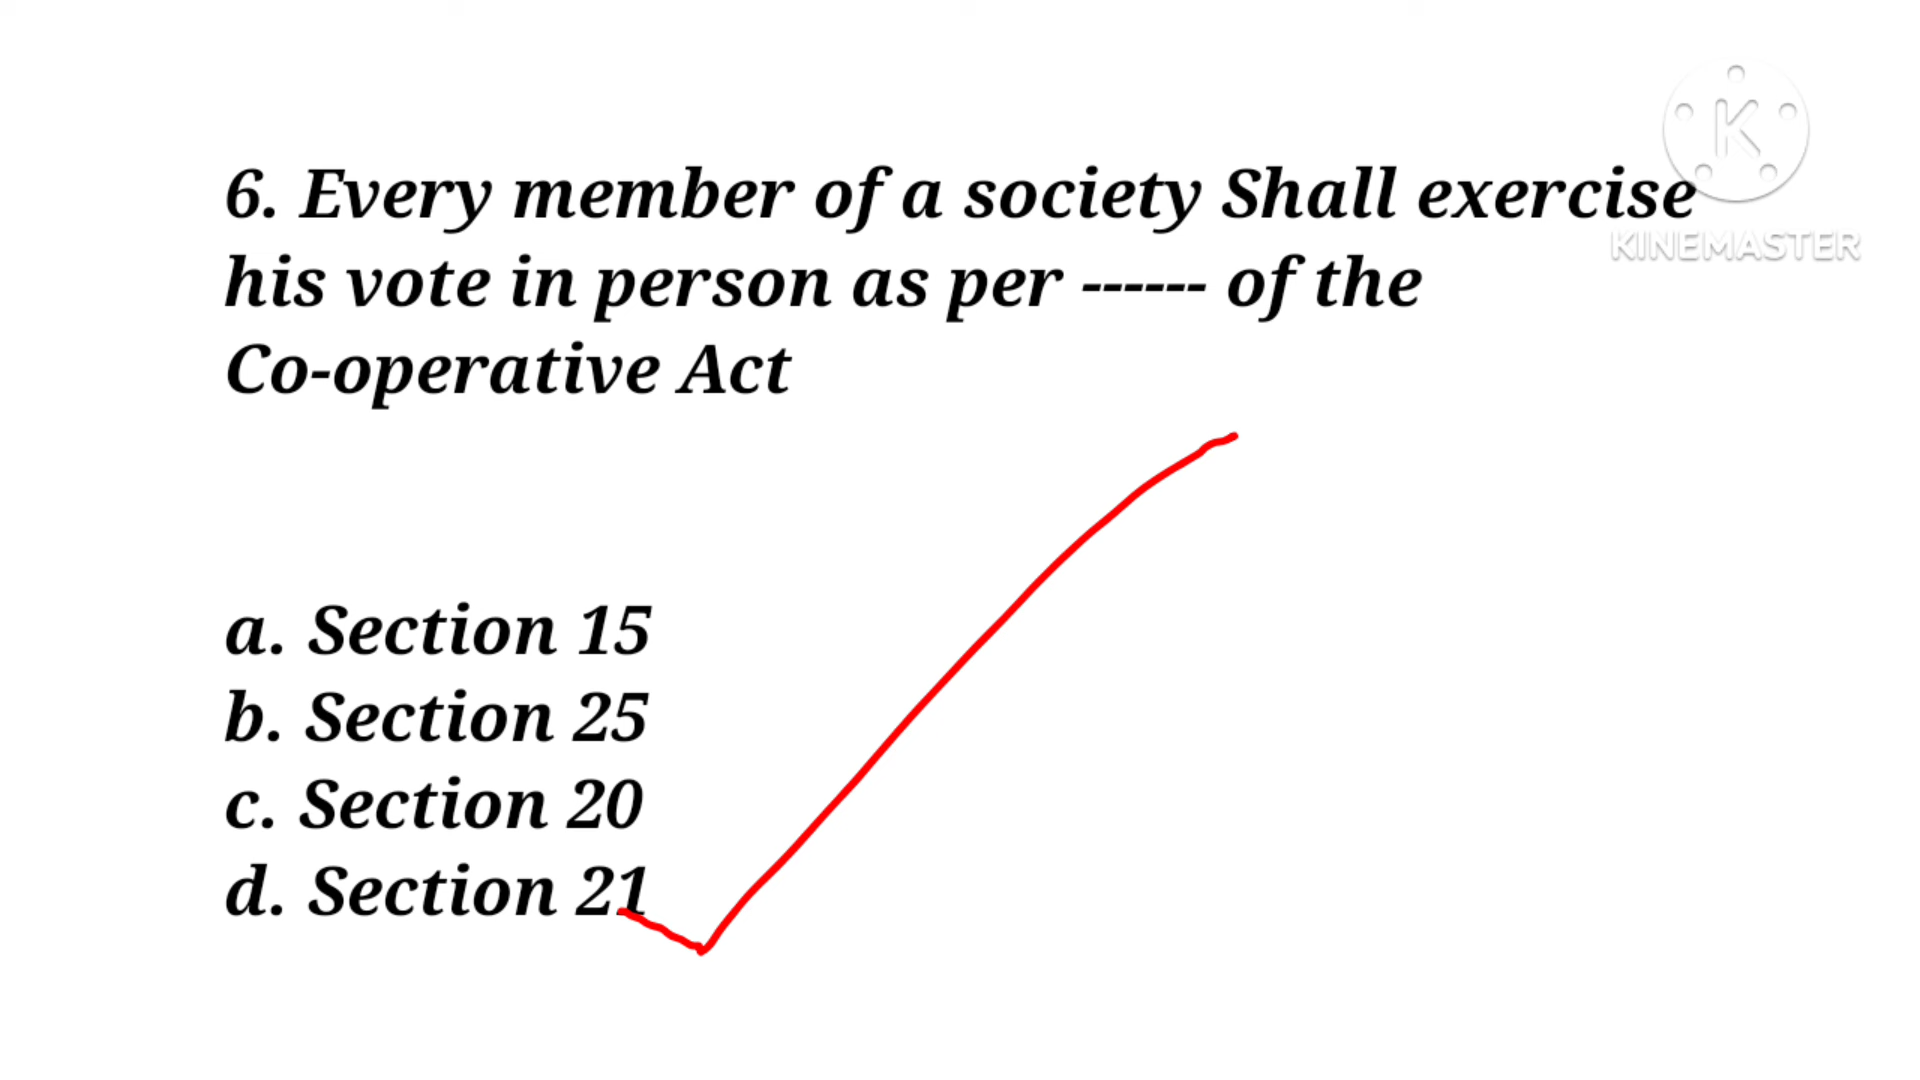 6. Every member of a society Shall exercise
his vote in person as per ------ of the
Co-operative Act
a. Section 15
b. Section 25
c. Section 20
d. Section 21
K
KINEMASTER